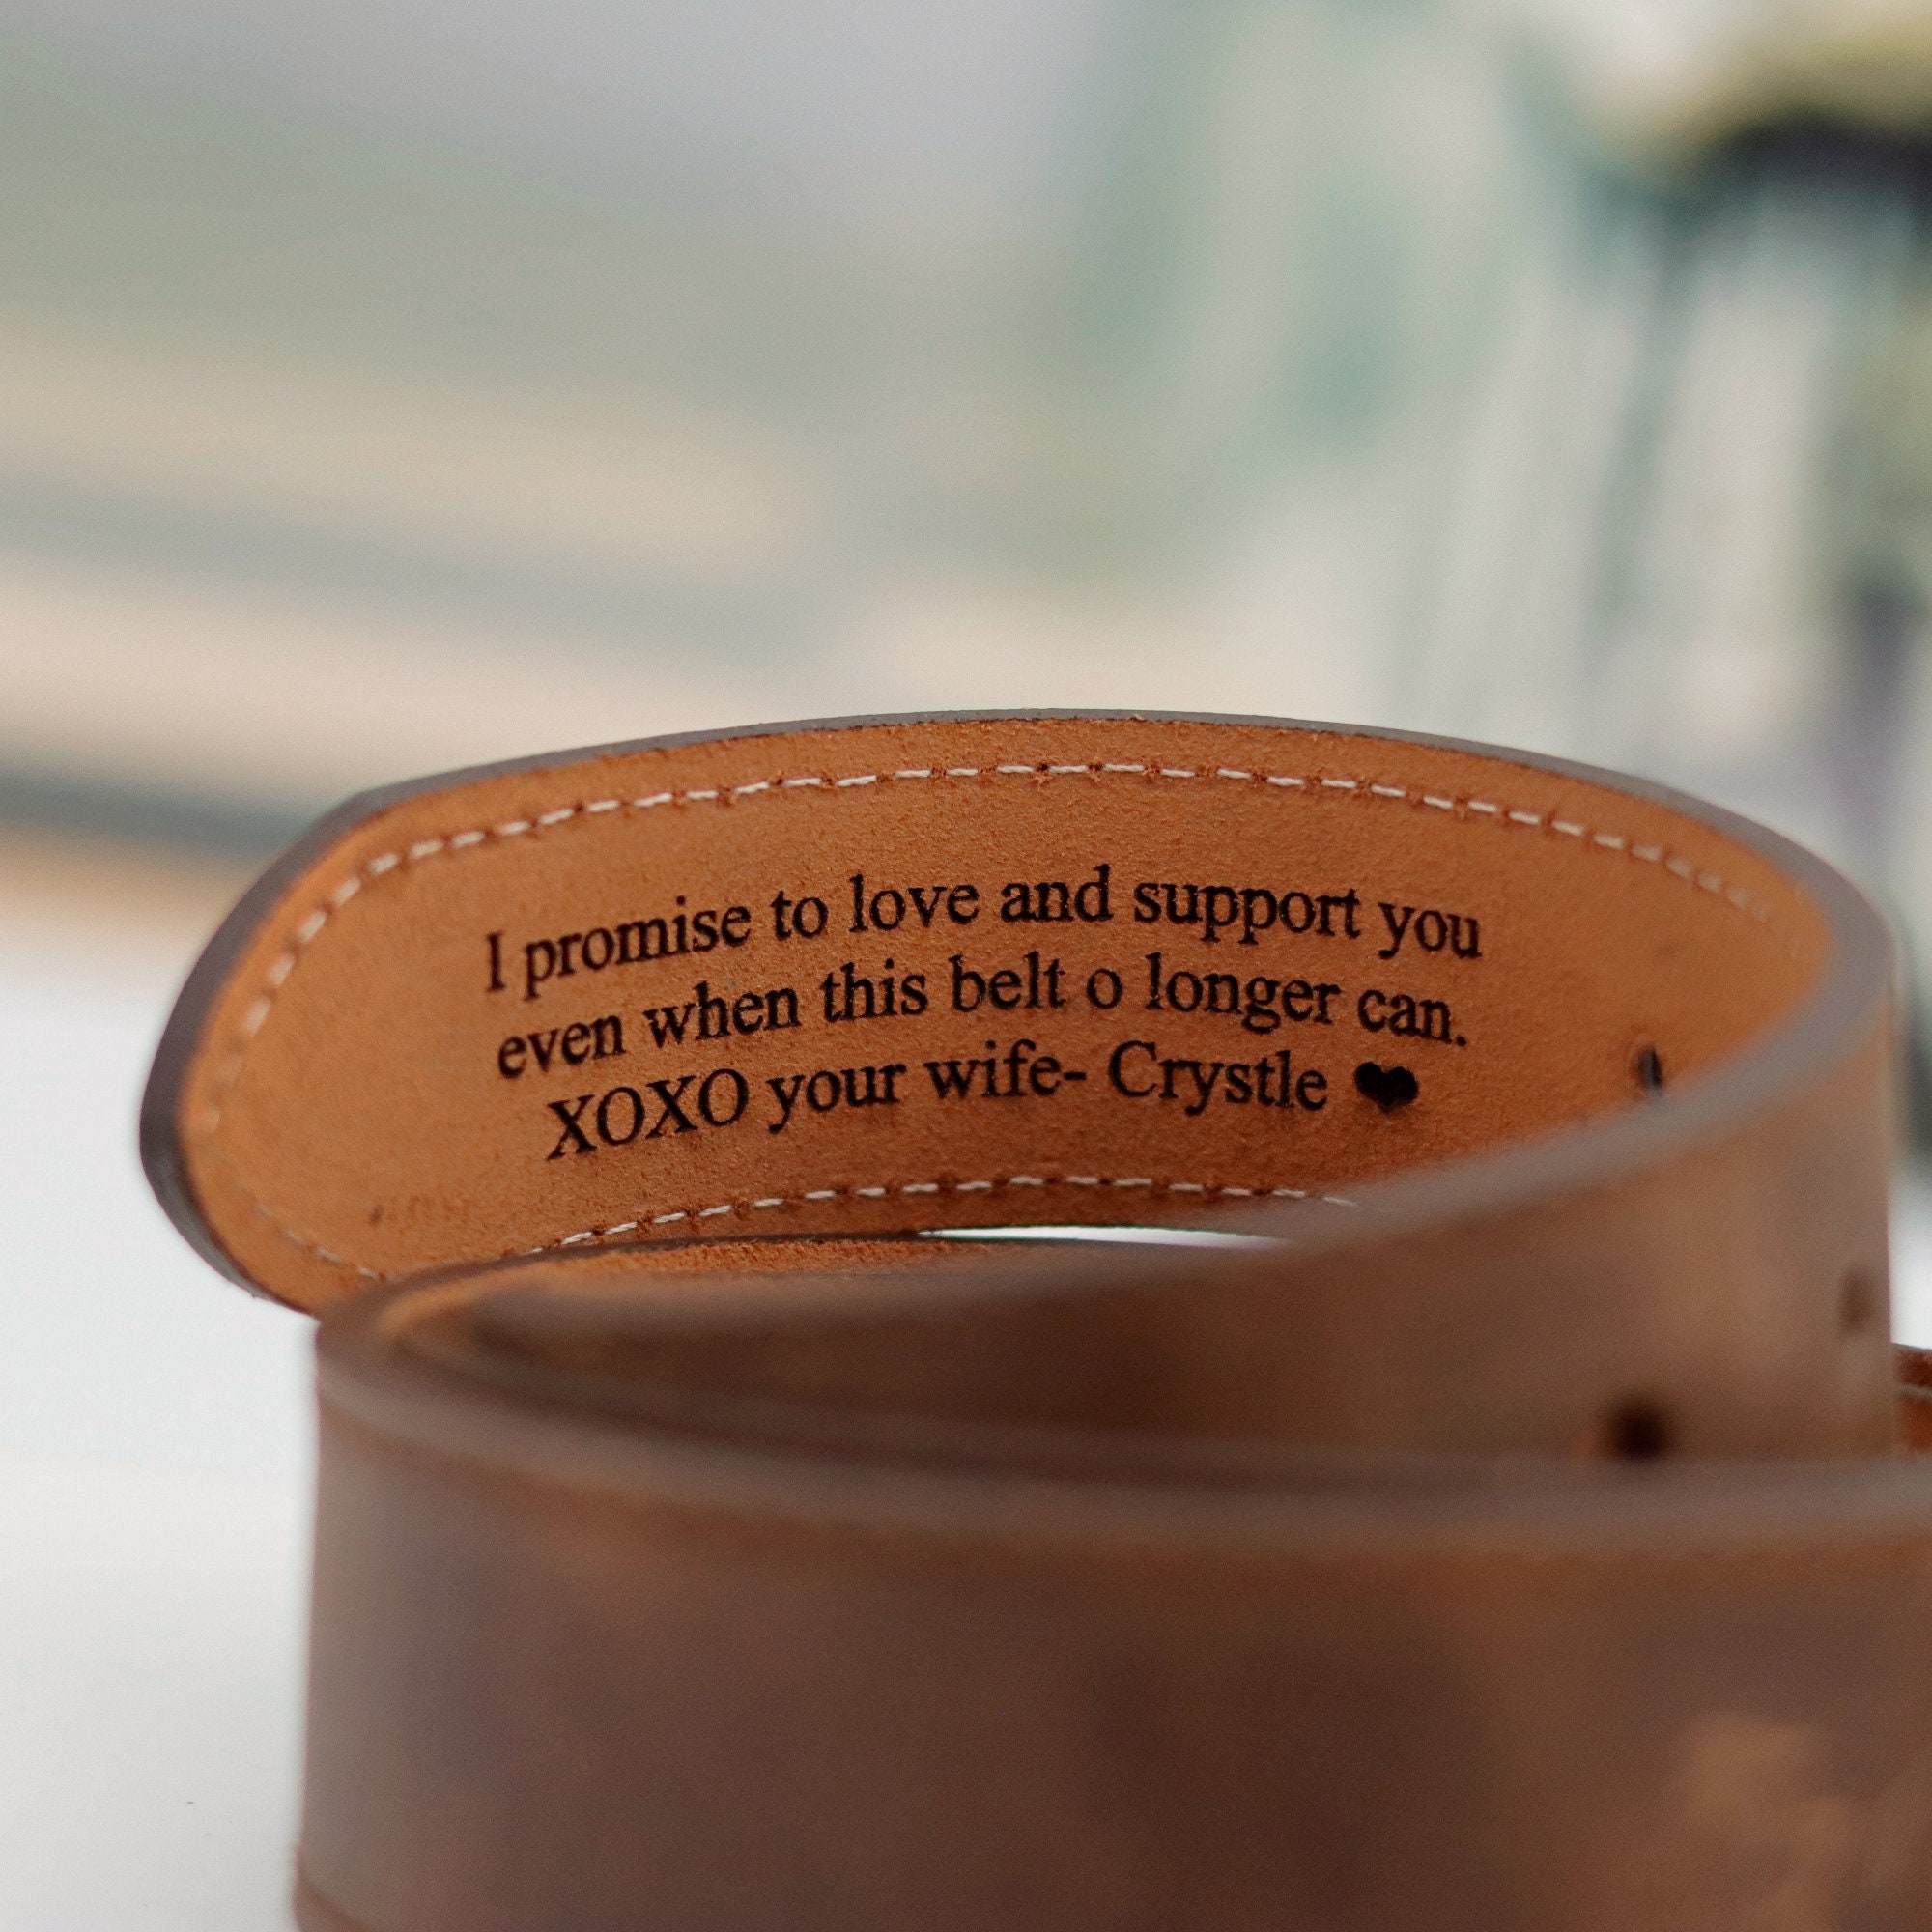 I promise to love and support you
even when this belt o longer can.
XOXO your wife- Crystle ♥